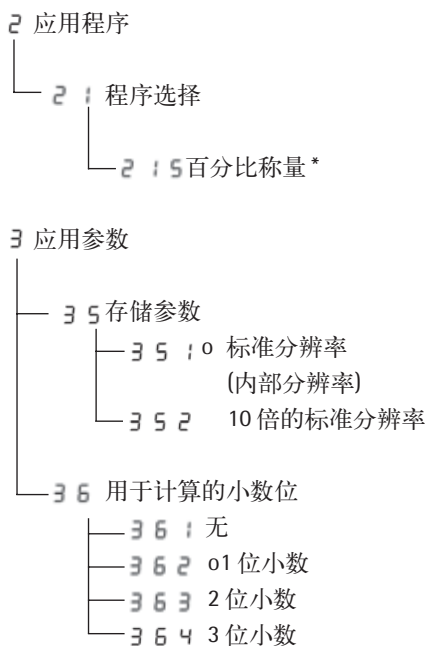 2 应用程序
2 1 程序选择
2 1 5百分比称量*
3 应用参数
3 5存储参数
3 5 1o 标准分辨率
(内部分辨率)
3 5 2 10 倍的标准分辨率
3 6 用于计算的小数位
3 6 1 无
3 6 2 o1 位小数
3 6 3 2 位小数
3 6 4 3 位小数